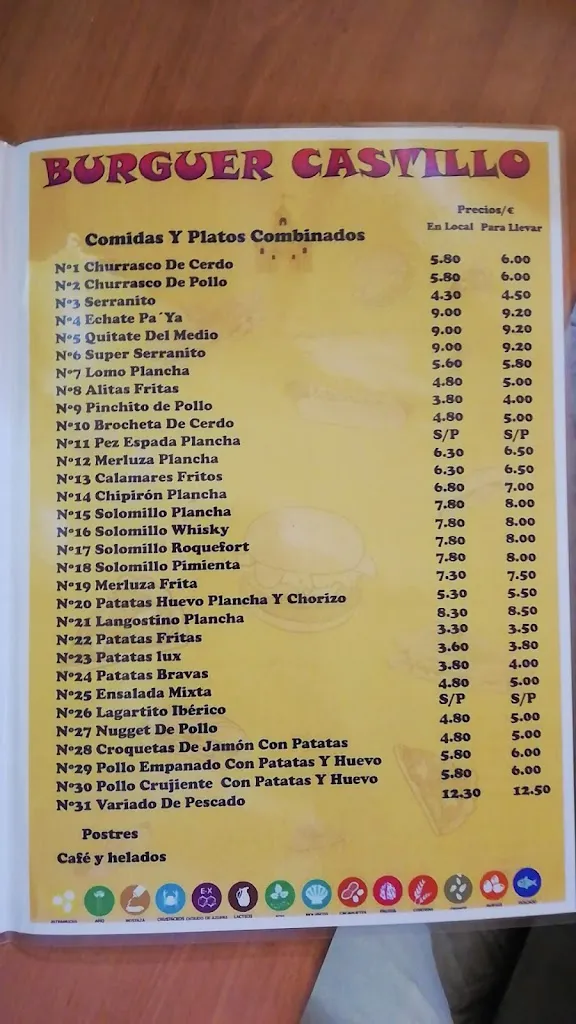 BURGUER CASTILLO
Precios/€
Comidas Y Platos Combinados En Local Para Llevar
Nº1 Churrasco De Cerdo 5.80 6.00
Nº2 Churrasco De Pollo 5.80 6.00
Nº3 Serranito 4.30 4.50
Nº4 Echate Pa´Ya 9.00 9.20
Nº5 Quítate Del Medio 9.00 9.20
Nº6 Super Serranito 9.00 9.20
Nº7 Lomo Plancha 5.60 5.80
Nº8 Alitas Fritas 4.80 5.00
Nº9 Pinchito de Pollo 3.80 4.00
Nº10 Brocheta De Cerdo 4.80 5.00
Nº11 Pez Espada Plancha S/P S/P
Nº12 Merluza Plancha 6.30 6.50
Nº13 Calamares Fritos 6.30 6.50
Nº14 Chipirón Plancha 6.80 7.00
Nº15 Solomillo Plancha 7.80 8.00
Nº16 Solomillo Whisky 7.80 8.00
Nº17 Solomillo Roquefort 7.80 8.00
Nº18 Solomillo Pimienta 7.80 8.00
Nº19 Merluza Frita 7.30 7.50
Nº20 Patatas Huevo Plancha Y Chorizo 5.30 5.50
Nº21 Langostino Plancha 8.30 8.50
Nº22 Patatas Fritas 3.30 3.50
Nº23 Patatas lux 3.60 3.80
Nº24 Patatas Bravas 3.80 4.00
Nº25 Ensalada Mixta 4.80 5.00
Nº26 Lagartito Ibérico S/P S/P
Nº27 Nugget De Pollo 4.80 5.00
Nº28 Croquetas De Jamón Con Patatas 4.80 5.00
Nº29 Pollo Empanado Con Patatas Y Huevo 5.80 6.00
Nº30 Pollo Crujiente Con Patatas Y Huevo 5.80 6.00
Nº31 Variado De Pescado 12.30 12.50
Postres
Café y helados
E-X